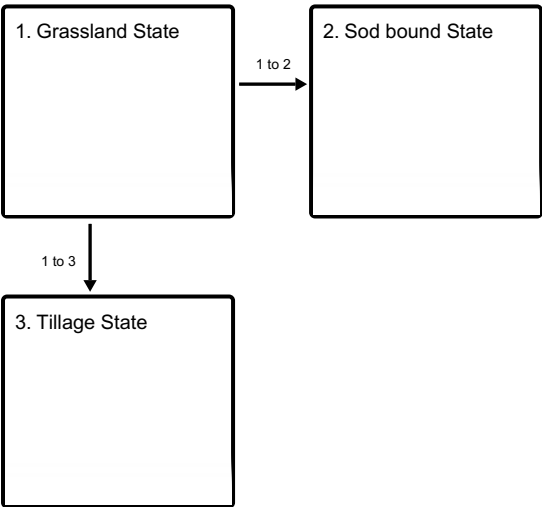 1. Grassland State
2. Sod bound State
1 to 2
1 to 3
3. Tillage State